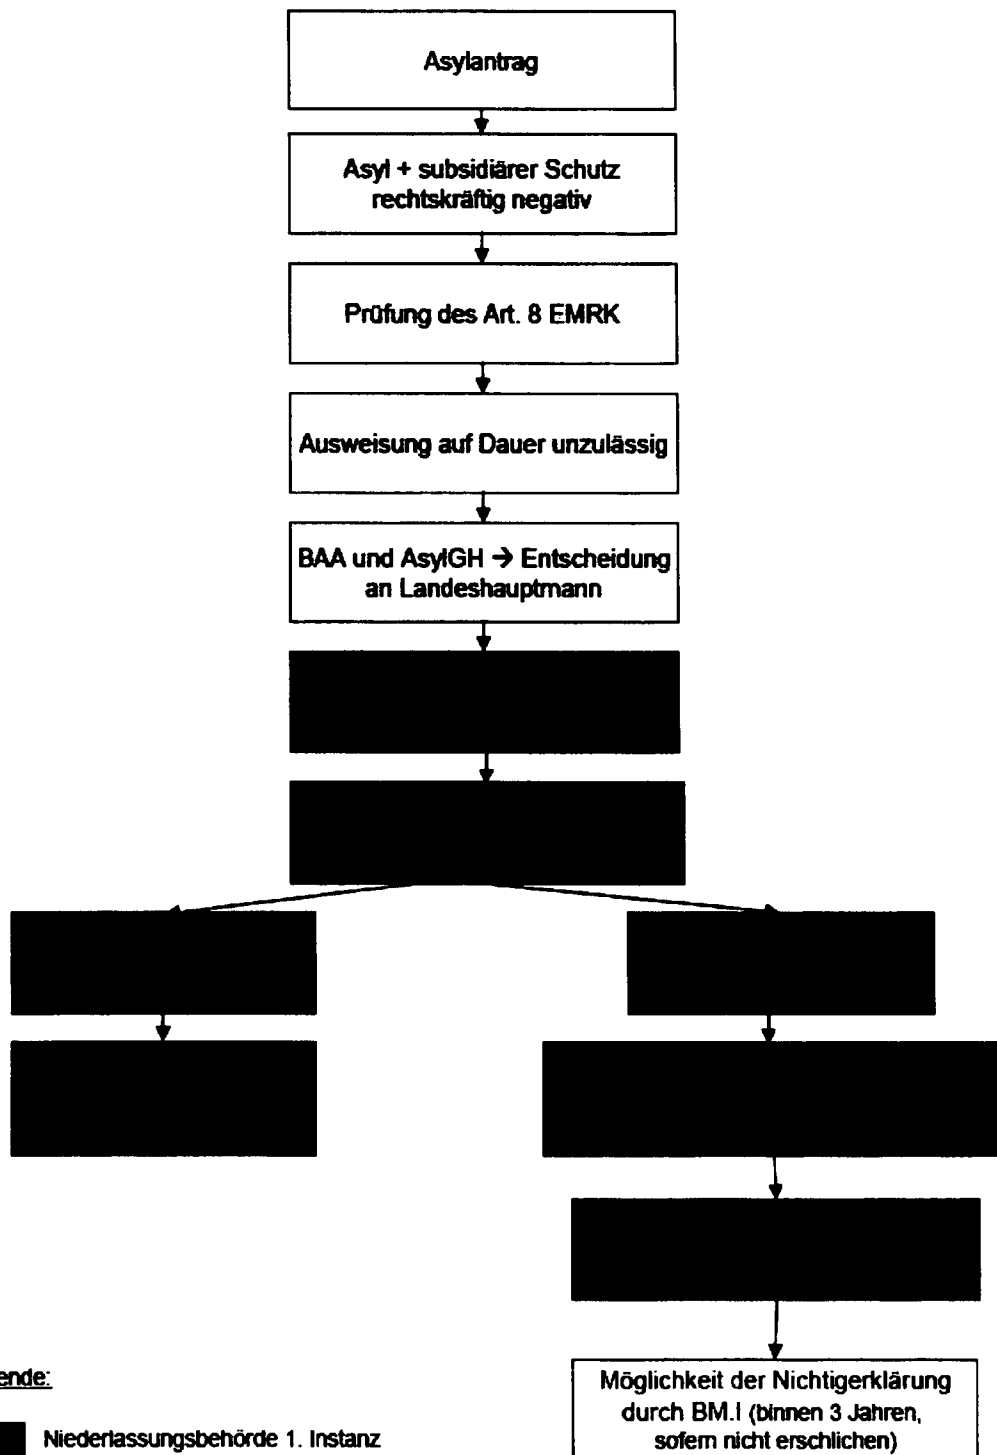 Asylantrag
Asyl + subsidiärer Schutz
rechtskräftig negativ
Prüfung des Art. 8 EMRK
Ausweisung auf Dauer unzulässig
BAA und AsylGH → Entscheidung
an Landeshauptmann
Möglichkeit der Nichtigerklärung
durch BM.I (binnen 3 Jahren,
sofern nicht erschlichen)
ende:
Niederlassungsbehörde 1. Instanz